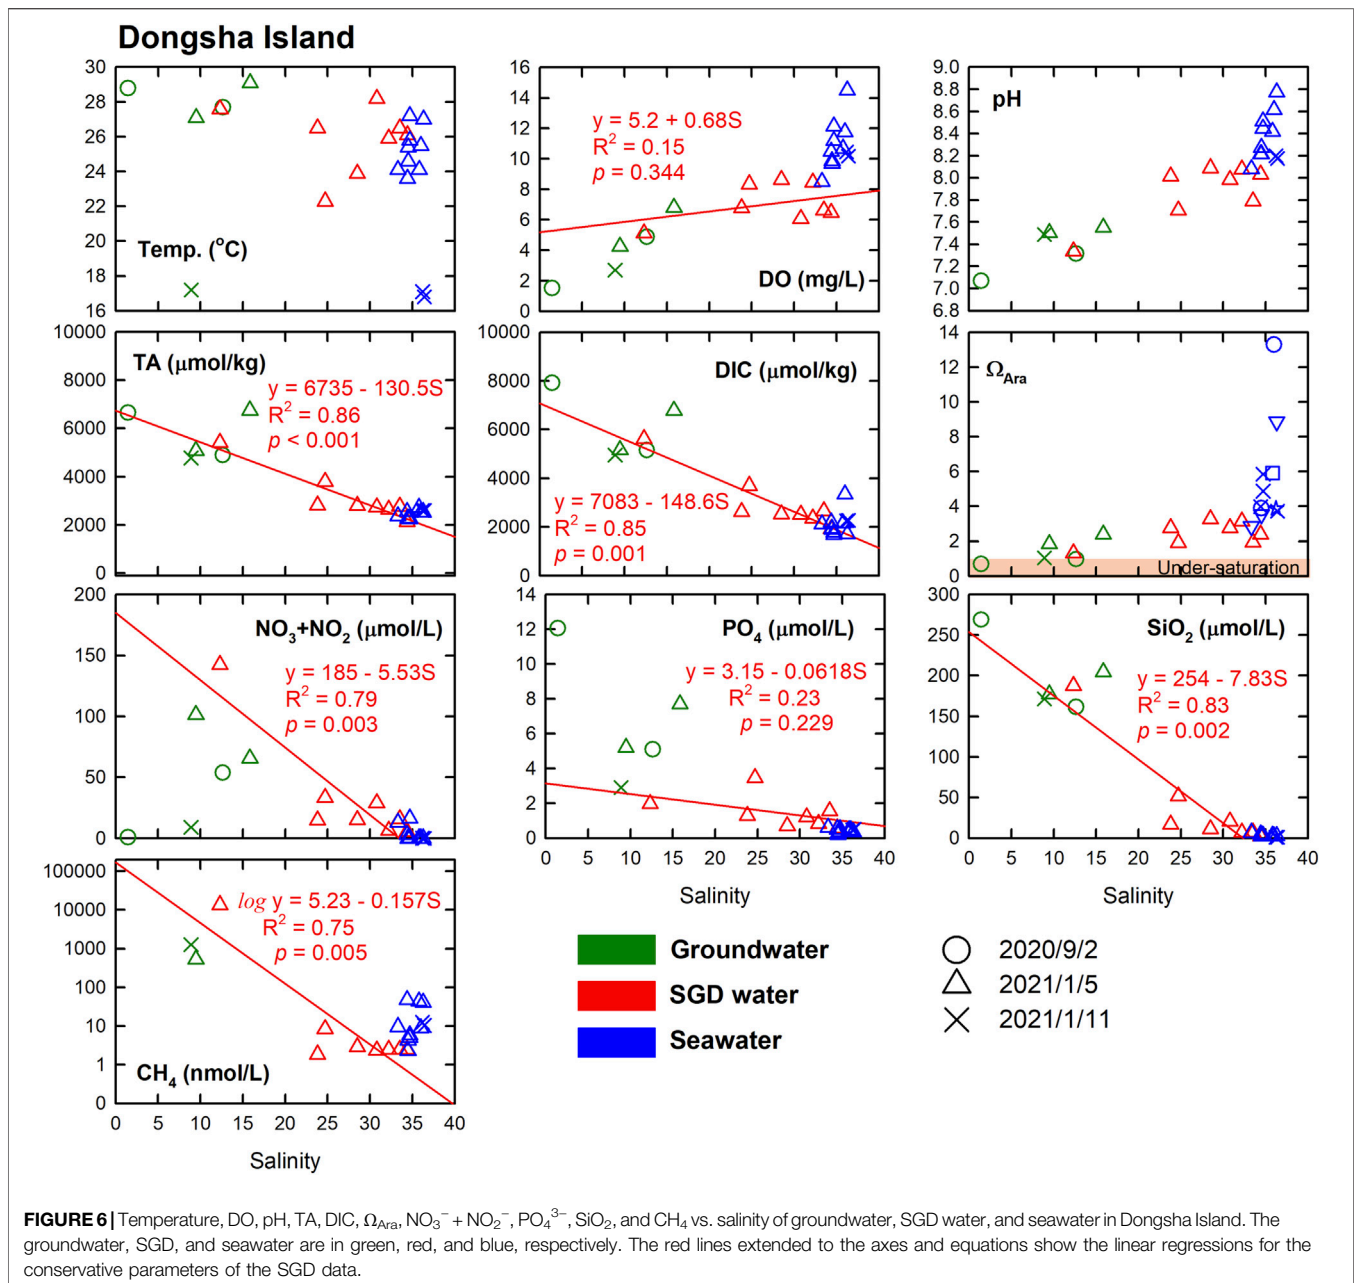 Dongsha Island
30
28
26
24
22
20
18
16
Temp. (°C)
16
14
12
10
8
6
4
2
0
y = 5.2 + 0.68S
R² = 0.15
p = 0.344
DO (mg/L)
9.0
8.8
8.6
8.4
8.2
8.0
7.8
7.6
7.4
7.2
7.0
6.8
pH
10000
8000
6000
4000
2000
0
TA (μmol/kg)
y = 6735 - 130.5S
R² = 0.86
p < 0.001
10000
8000
6000
4000
2000
0
DIC (μmol/kg)
y = 7083 - 148.6S
R² = 0.85
p = 0.001
14
12
10
8
6
4
2
0
Ω_Ara
Under-saturation
200
150
100
50
0
NO₃+NO₂ (μmol/L)
y = 185 - 5.53S
R² = 0.79
p = 0.003
14
12
10
8
6
4
2
0
PO₄ (μmol/L)
y = 3.15 - 0.0618S
R² = 0.23
p = 0.229
0 5 10 15 20 25 30 35 40
Salinity
300
250
200
150
100
50
0
SiO₂ (μmol/L)
y = 254 - 7.83S
R² = 0.83
p = 0.002
0 5 10 15 20 25 30 35 40
Salinity
100000
10000
1000
100
10
1
0
log y = 5.23 - 0.157S
R² = 0.75
p = 0.005
CH₄ (nmol/L)
0 5 10 15 20 25 30 35 40
Salinity
Groundwater
SGD water
Seawater
2020/9/2
2021/1/5
2021/1/11
FIGURE 6 | Temperature, DO, pH, TA, DIC, Ω_Ara, NO₃⁻ + NO₂⁻, PO₄³⁻, SiO₂, and CH₄ vs. salinity of groundwater, SGD water, and seawater in Dongsha Island. The
groundwater, SGD, and seawater are in green, red, and blue, respectively. The red lines extended to the axes and equations show the linear regressions for the
conservative parameters of the SGD data.